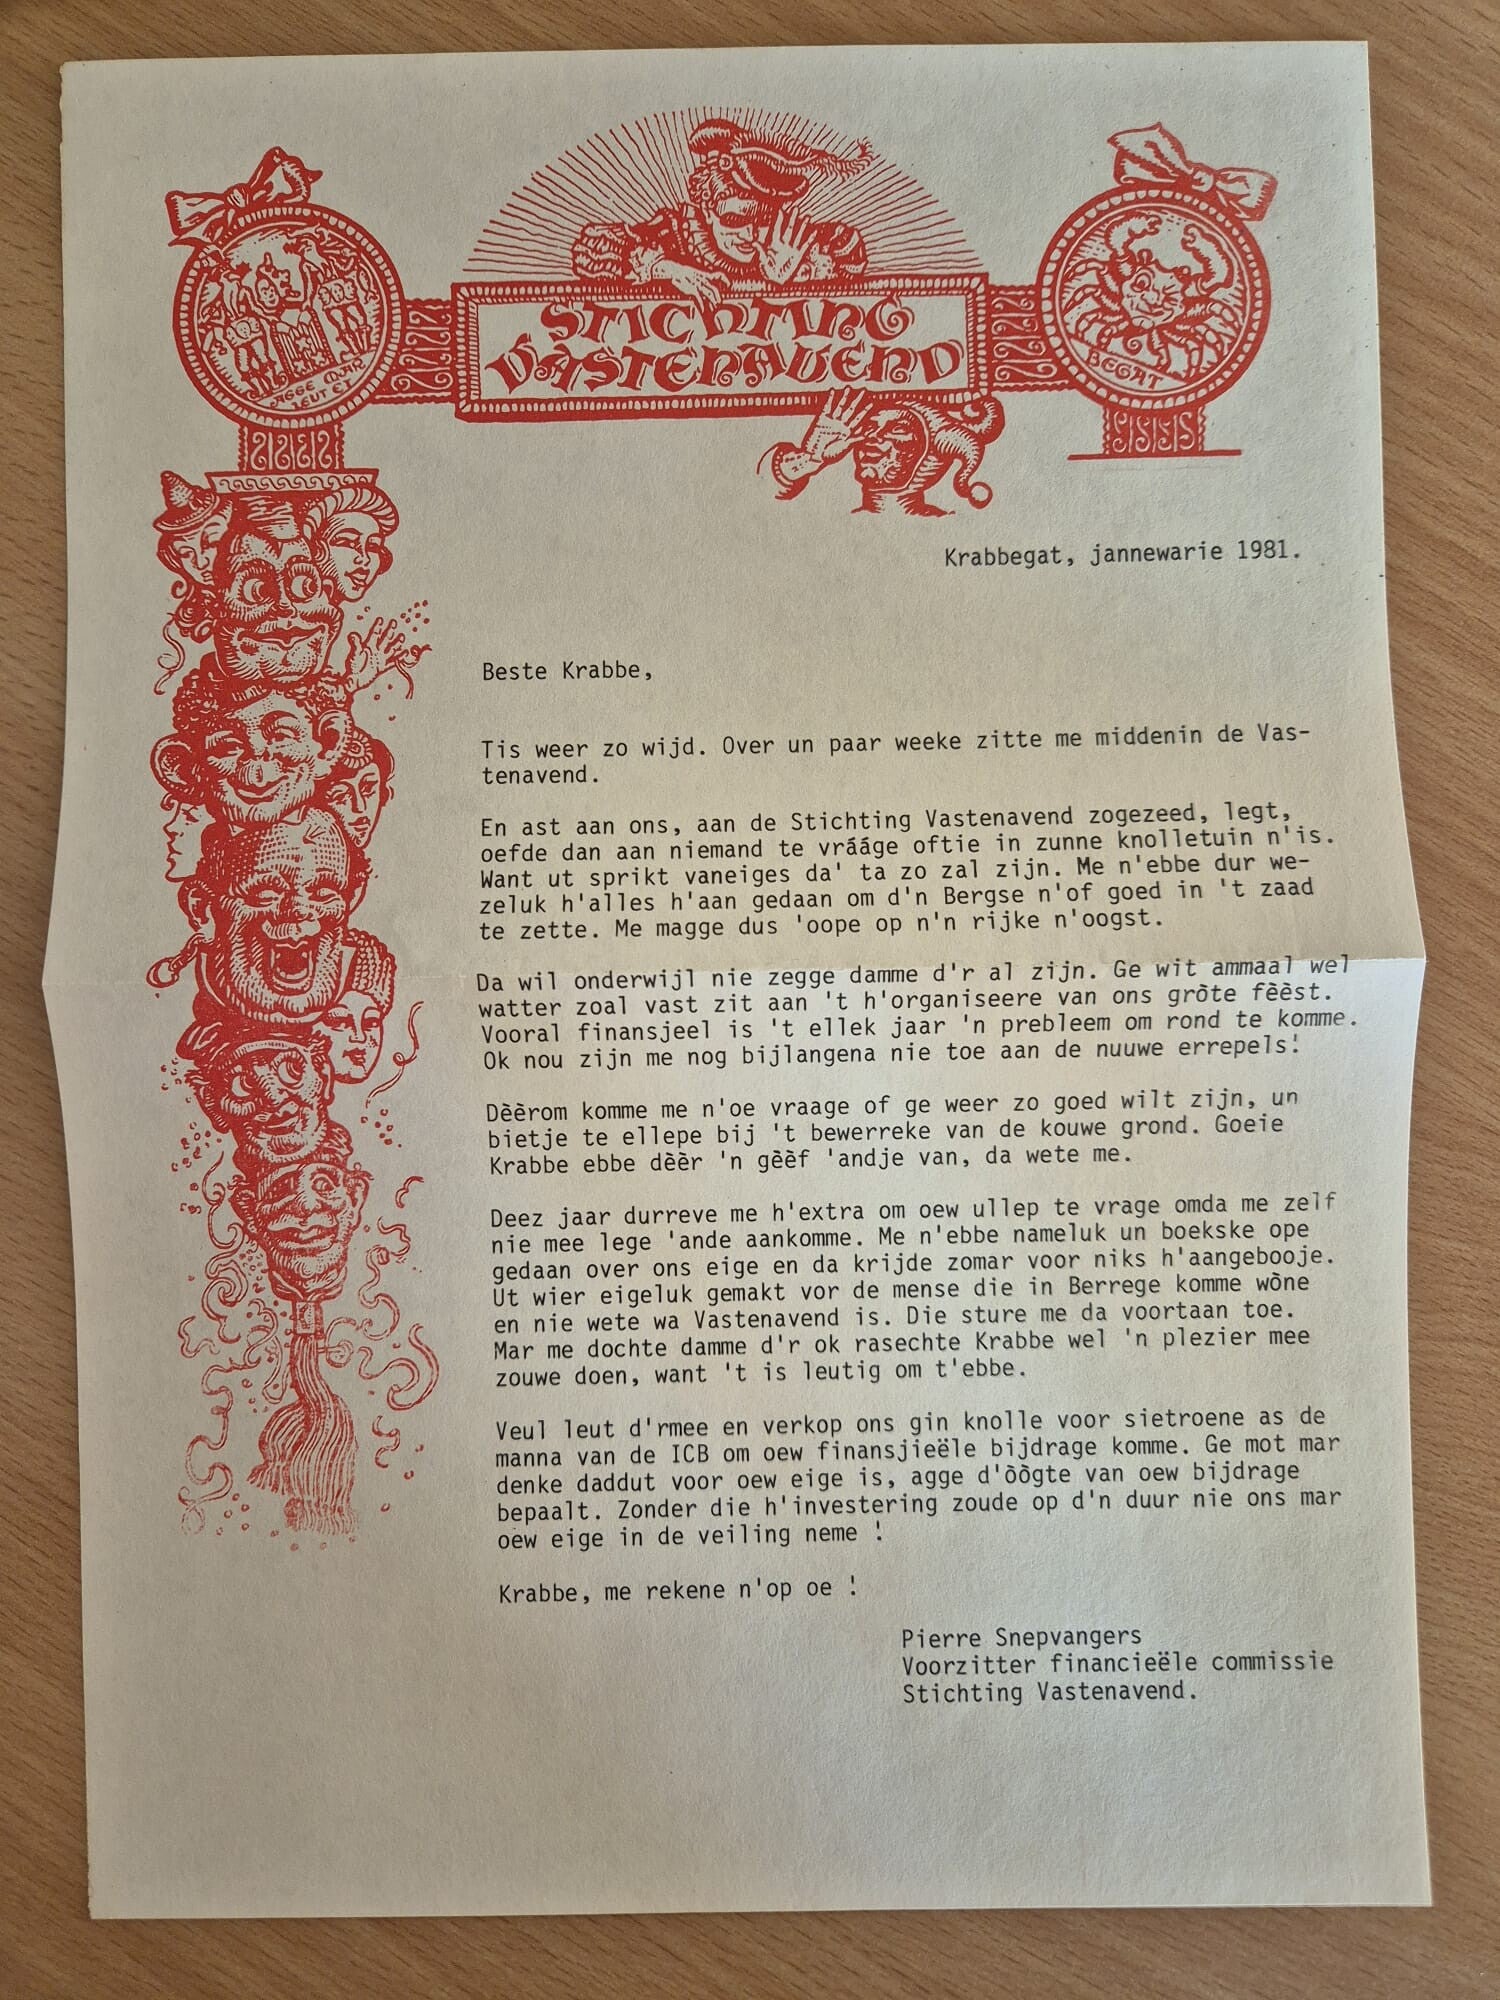 STICHTING
VASTENAVEND
AGGE MAR
LEUT ET
BEGAT
Krabbegat, jannewarie 1981.
Beste Krabbe,
Tis weer zo wijd. Over un paar weeke zitte me middenin de Vas-
tenavend.
En ast aan ons, aan de Stichting Vastenavend zogezeed, legt,
oefde dan aan niemand te vrááge oftie in zunne knolletuin n'is.
Want ut sprikt vaneiges da' ta zo zal zijn. Me n'ebbe dur we-
zeluk h'alles h'aan gedaan om d'n Bergse n'of goed in 't zaad
te zette. Me magge dus 'oope op n'n rijke n'oogst.
Da wil onderwijl nie zegge damme d'r al zijn. Ge wit ammaal wel
watter zoal vast zit aan 't h'organiseere van ons gròte fèèst.
Vooral finansjeel is 't ellek jaar 'n prebleem om rond te komme.
Ok nou zijn me nog bijlangena nie toe aan de nuuwe errepels!
Dèèrom komme me n'oe vraage of ge weer zo goed wilt zijn, un
bietje te ellepe bij 't bewerreke van de kouwe grond. Goeie
Krabbe ebbe dèèr 'n gèèf 'andje van, da wete me.
Deez jaar durreve me h'extra om oew ullep te vrage omda me zelf
nie mee lege 'ande aankomme. Me n'ebbe nameluk un boekske ope
gedaan over ons eige en da krijde zomar voor niks h'aangebooje.
Ut wier eigeluk gemakt vor de mense die in Berrege komme wòne
en nie wete wa Vastenavend is. Die sture me da voortaan toe.
Mar me dochte damme d'r ok rasechte Krabbe wel 'n plezier mee
zouwe doen, want 't is leutig om t'ebbe.
Veul leut d'rmee en verkop ons gin knolle voor sietroene as de
manna van de ICB om oew finansjieële bijdrage komme. Ge mot mar
denke daddut voor oew eige is, agge d'òògte van oew bijdrage
bepaalt. Zonder die h'investering zoude op d'n duur nie ons mar
oew eige in de veiling neme !
Krabbe, me rekene n'op oe !
Pierre Snepvangers
Voorzitter financieële commissie
Stichting Vastenavend.